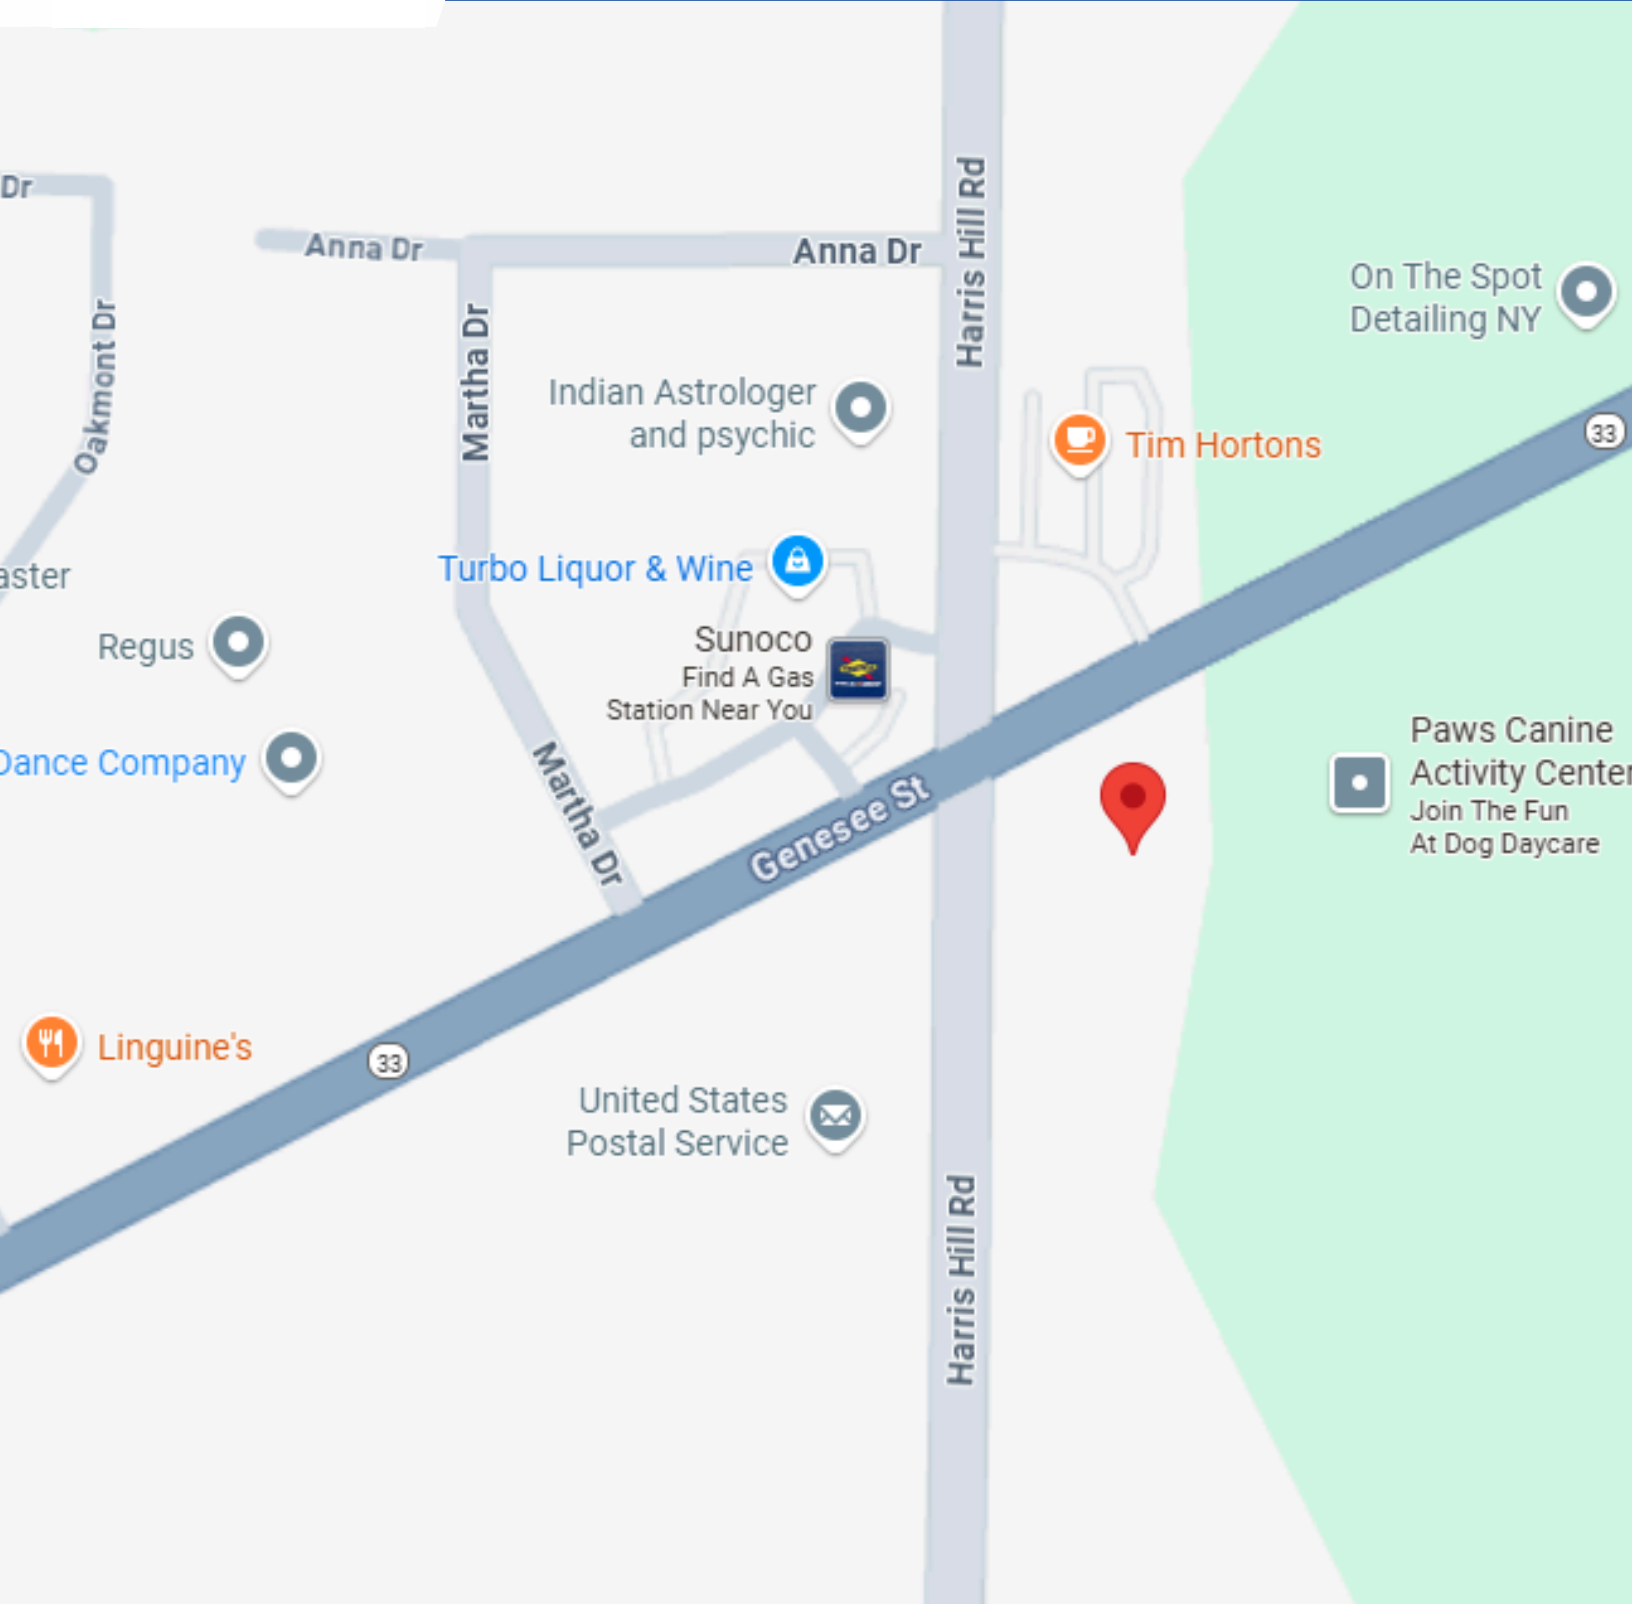 Dr
Anna Dr
Anna Dr
Harris Hill Rd
On The Spot
Detailing NY
Oakmont Dr
Martha Dr
Indian Astrologer
and psychic
Tim Hortons
33
Turbo Liquor & Wine
aster
Regus
Sunoco
Find A Gas
Station Near You
Dance Company
Martha Dr
Genesee St
Paws Canine
Activity Center
Join The Fun
At Dog Daycare
Linguine's
33
United States
Postal Service
Harris Hill Rd